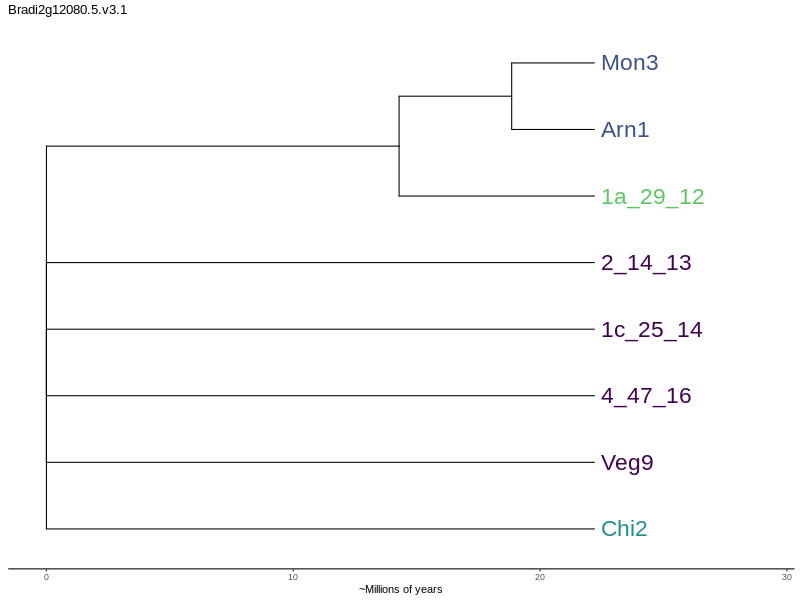 Bradi2g12080.5.v3.1
Mon3
Arn1
1a_29_12
2_14_13
1c_25_14
4_47_16
Veg9
Chi2
0 10 20 30
~Millions of years